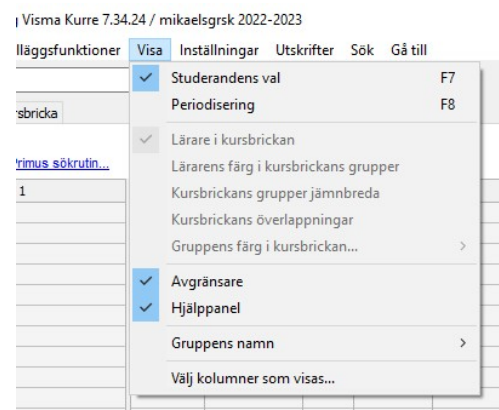 Visma Kurre 7.34.24 / mikaelsgrsk 2022-2023
lläggsfunktioner Visa Inställningar Utskrifter Sök Gå till
Studerandens val F7
Periodisering F8
rsbricka
Lärare i kursbrickan
Primus sökrutin...
Lärarens färg i kursbrickans grupper
1
Kursbrickans grupper jämnbreda
Kursbrickans överlappningar
Gruppens färg i kursbrickan...
Avgränsare
Hjälppanel
Gruppens namn
Välj kolumner som visas...